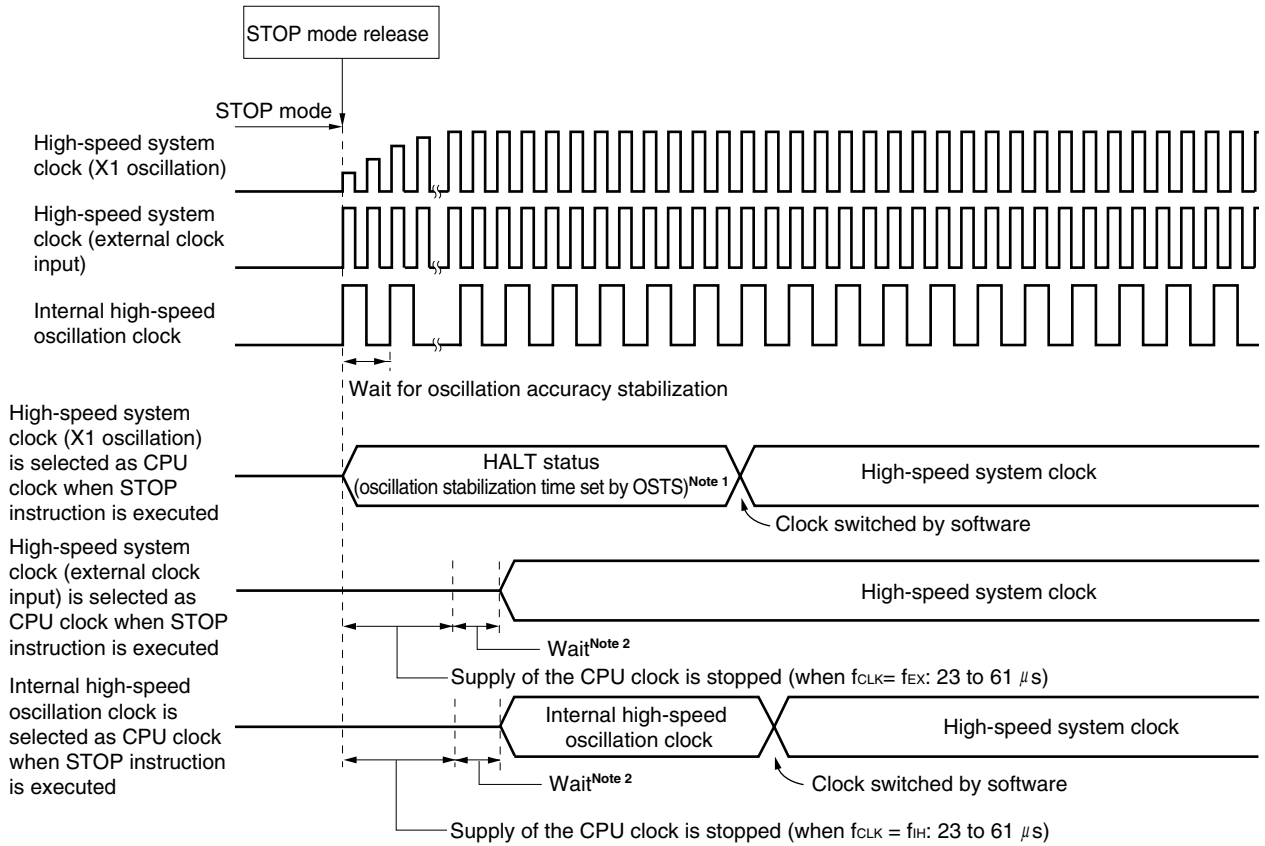 STOP mode release
STOP mode
High-speed system
clock (X1 oscillation)
High-speed system
clock (external clock
input)
Internal high-speed
oscillation clock
Wait for oscillation accuracy stabilization
High-speed system
clock (X1 oscillation)
is selected as CPU
clock when STOP
instruction is executed
HALT status
(oscillation stabilization time set by OSTS)Note 1
High-speed system clock
Clock switched by software
High-speed system
clock (external clock
input) is selected as
CPU clock when STOP
instruction is executed
High-speed system clock
WaitNote 2
Supply of the CPU clock is stopped (when fCLK= fEX: 23 to 61 μs)
Internal high-speed
oscillation clock is
selected as CPU clock
when STOP instruction
is executed
Internal high-speed
oscillation clock
High-speed system clock
WaitNote 2
Clock switched by software
Supply of the CPU clock is stopped (when fCLK = fIH: 23 to 61 μs)